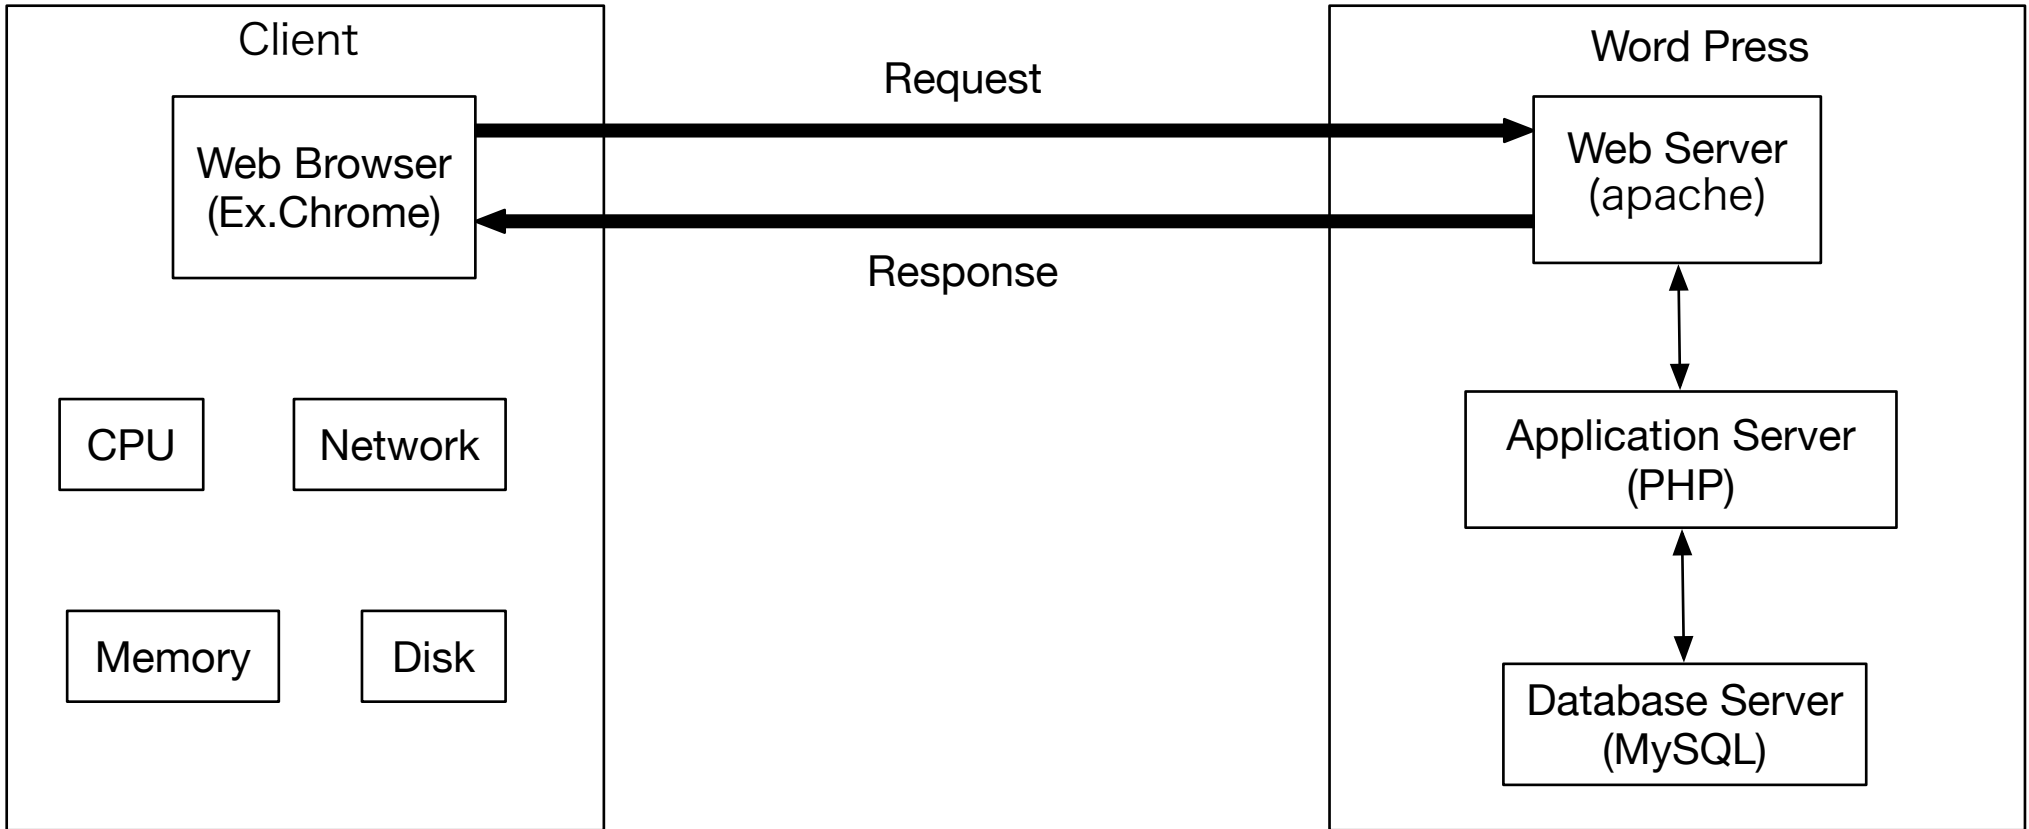 Client
Web Browser
(Ex.Chrome)
CPU
Network
Memory
Disk
Request
Response
Word Press
Web Server
(apache)
Application Server
(PHP)
Database Server
(MySQL)